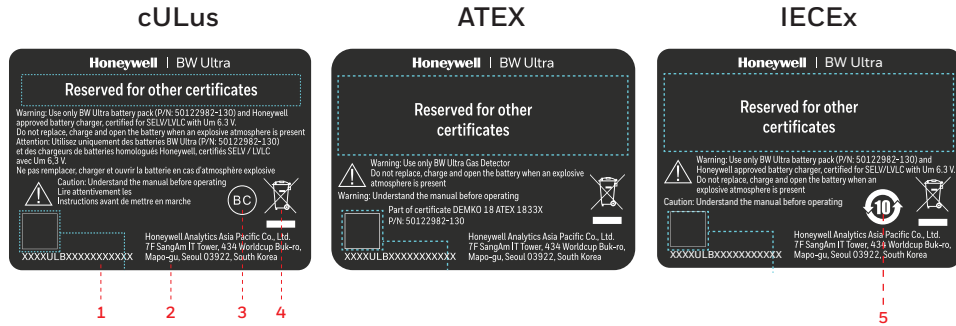 cULus
Honeywell | BW Ultra
Reserved for other certificates
Warning: Use only BW Ultra battery pack (P/N: 50122982-130) and Honeywell
approved battery charger, certified for SELV/LVLC with Um 6.3 V.
Do not replace, charge and open the battery when an explosive atmosphere is present
Attention: Utilisez uniquement des batteries BW Ultra (P/N: 50122982-130)
et des chargeurs de batteries homologués Honeywell, certifiés SELV / LVLC
avec Um 6,3 V.
Ne pas remplacer, charger et ouvrir la batterie en cas d'atmosphère explosive
Caution: Understand the manual before operating
Lire attentivement les
Instructions avant de mettre en marche
BC
Honeywell Analytics Asia Pacific Co., Ltd.
7F SangAm IT Tower, 434 Worldcup Buk-ro,
Mapo-gu, Seoul 03922, South Korea
XXXXULBXXXXXXXXXXX
1
2
3
4
ATEX
Honeywell | BW Ultra
Reserved for other
certificates
Warning: Use only BW Ultra Gas Detector
Do not replace, charge and open the battery when an explosive
atmosphere is present
Warning: Understand the manual before operating
Part of certificate DEMKO 18 ATEX 1833X
P/N: 50122982-130
Honeywell Analytics Asia Pacific Co., Ltd.
7F SangAm IT Tower, 434 Worldcup Buk-ro,
Mapo-gu, Seoul 03922, South Korea
XXXXULBXXXXXXXXXXX
IECEx
Honeywell | BW Ultra
Reserved for other
certificates
Warning: Use only BW Ultra battery pack (P/N: 50122982-130) and
Honeywell approved battery charger, certified for SELV/LVLC with Um 6.3 V.
Do not replace, charge and open the battery when an
explosive atmosphere is present
Caution: Understand the manual before operating
10
Honeywell Analytics Asia Pacific Co., Ltd.
7F SangAm IT Tower, 434 Worldcup Buk-ro,
Mapo-gu, Seoul 03922, South Korea
XXXXULBXXXXXXXXXXX
5